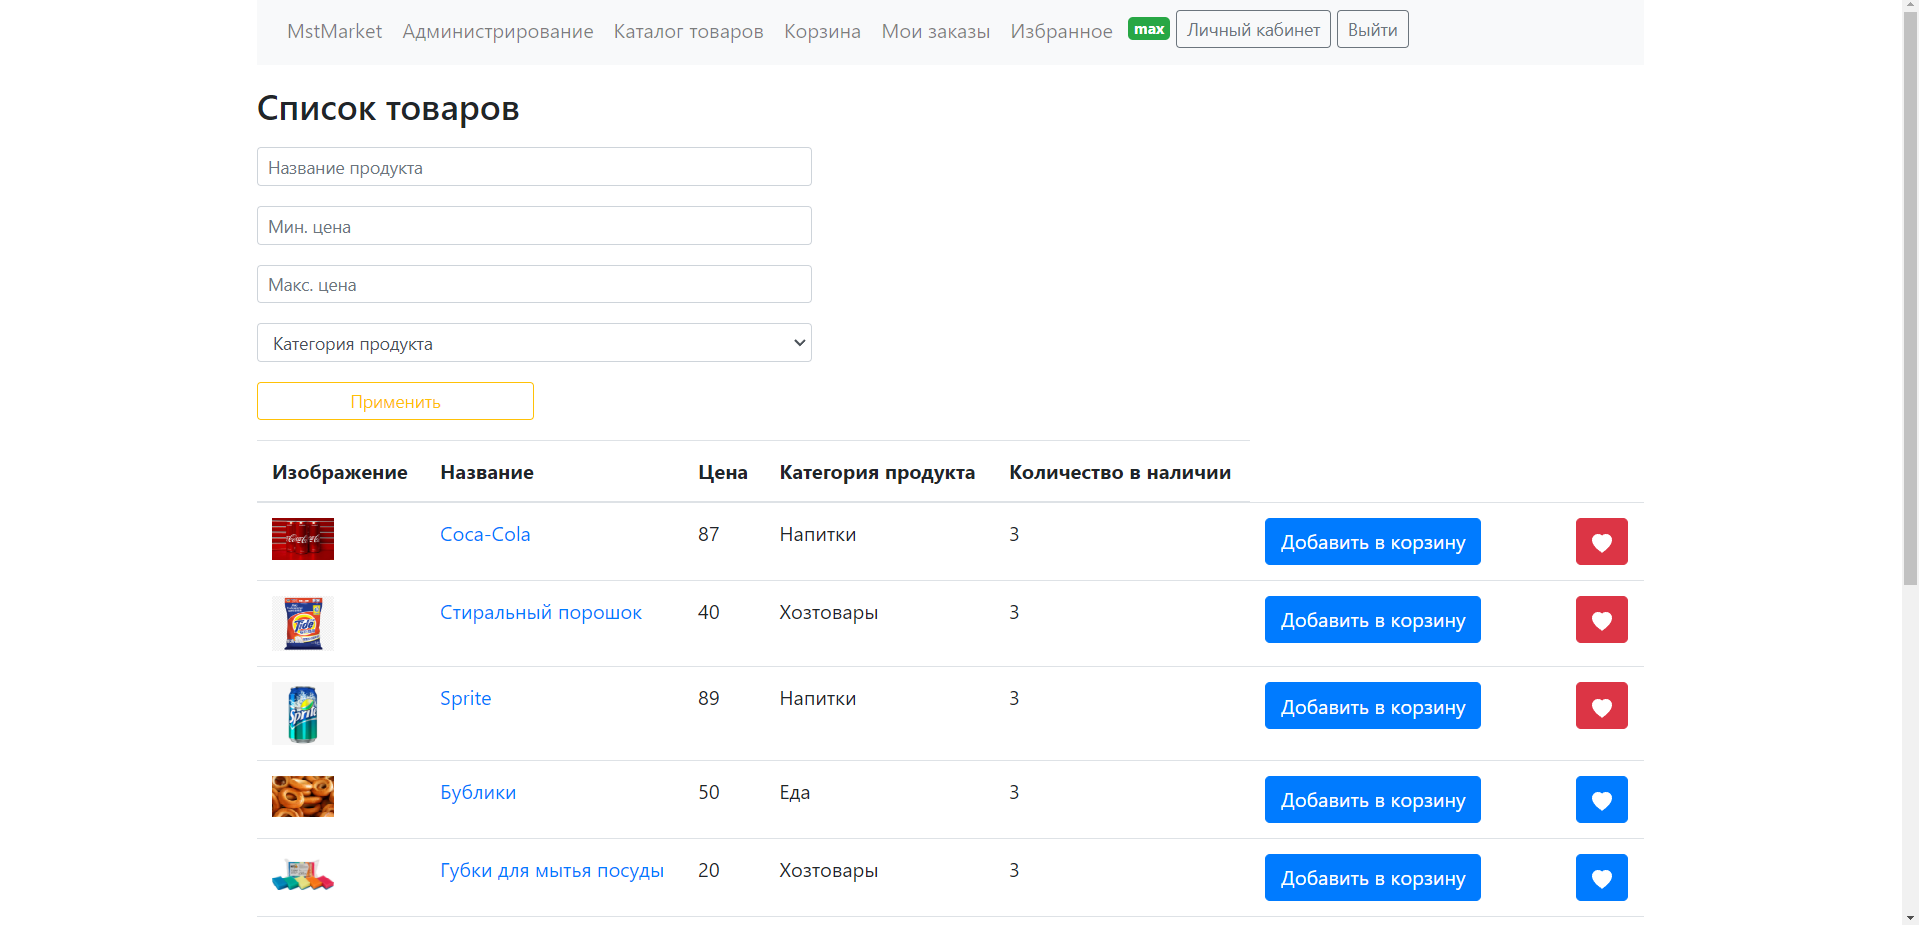 MstMarket Администрирование Каталог товаров Корзина Мои заказы Избранное max Личный кабинет Выйти
Список товаров
Название продукта
Мин. цена
Макс. цена
Категория продукта
Применить
Изображение Название Цена Категория продукта Количество в наличии
Coca-Cola 87 Напитки 3 Добавить в корзину
Tide
Стиральный порошок 40 Хозтовары 3 Добавить в корзину
Sprite
Sprite 89 Напитки 3 Добавить в корзину
Бублики 50 Еда 3 Добавить в корзину
Губки для мытья посуды 20 Хозтовары 3 Добавить в корзину